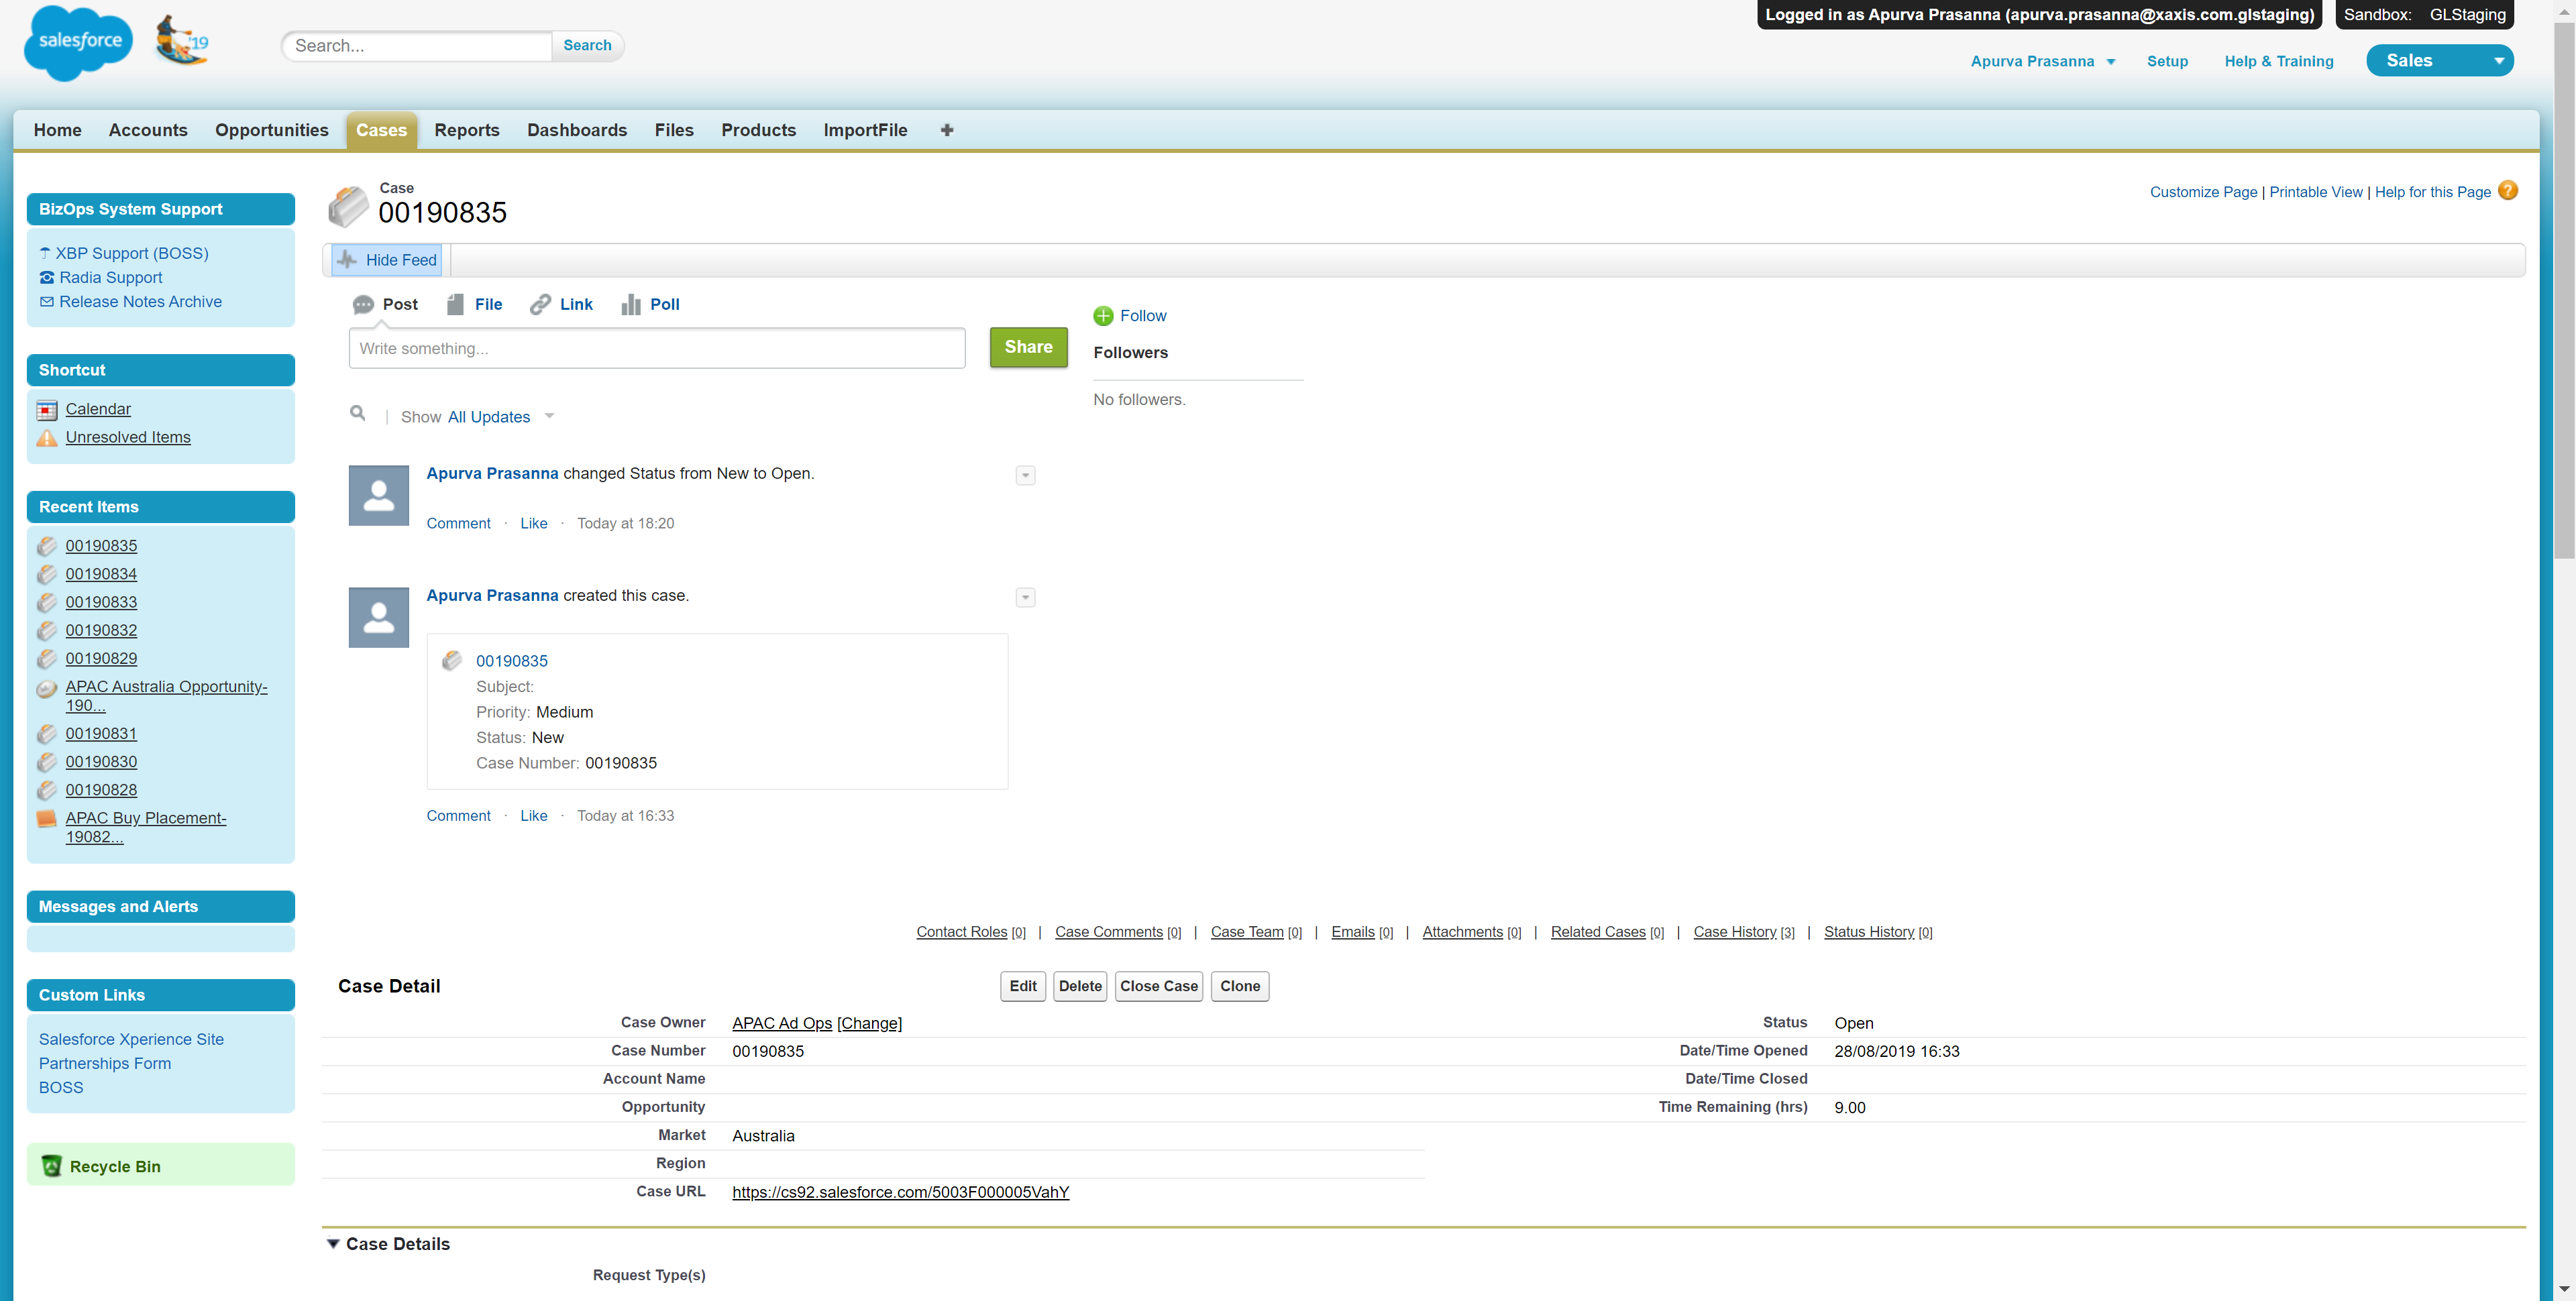 Logged in as Apurva Prasanna (apurva.prasanna@xaxis.com.glstaging)
Sandbox: GLStaging
salesforce
'19
Search...
Search
Apurva Prasanna
Setup
Help & Training
Sales
Home Accounts Opportunities Cases Reports Dashboards Files Products ImportFile
BizOps System Support
XBP Support (BOSS)
Radia Support
Release Notes Archive
Shortcut
Calendar
Unresolved Items
Recent Items
00190835
00190834
00190833
00190832
00190829
APAC Australia Opportunity-
190...
00190831
00190830
00190828
APAC Buy Placement-
19082...
Messages and Alerts
Custom Links
Salesforce Xperience Site
Partnerships Form
BOSS
Recycle Bin
Case
00190835
Customize Page | Printable View | Help for this Page ?
Hide Feed
Post File Link Poll
Write something...
Share
Follow
Followers
No followers.
| Show All Updates
Apurva Prasanna changed Status from New to Open.
Comment · Like · Today at 18:20
Apurva Prasanna created this case.
00190835
Subject:
Priority: Medium
Status: New
Case Number: 00190835
Comment · Like · Today at 16:33
Contact Roles [0] | Case Comments [0] | Case Team [0] | Emails [0] | Attachments [0] | Related Cases [0] | Case History [3] | Status History [0]
Case Detail
Edit Delete Close Case Clone
Case Owner APAC Ad Ops [Change] Status Open
Case Number 00190835 Date/Time Opened 28/08/2019 16:33
Account Name Date/Time Closed
Opportunity Time Remaining (hrs) 9.00
Market Australia
Region
Case URL https://cs92.salesforce.com/5003F000005VahY
Case Details
Request Type(s)